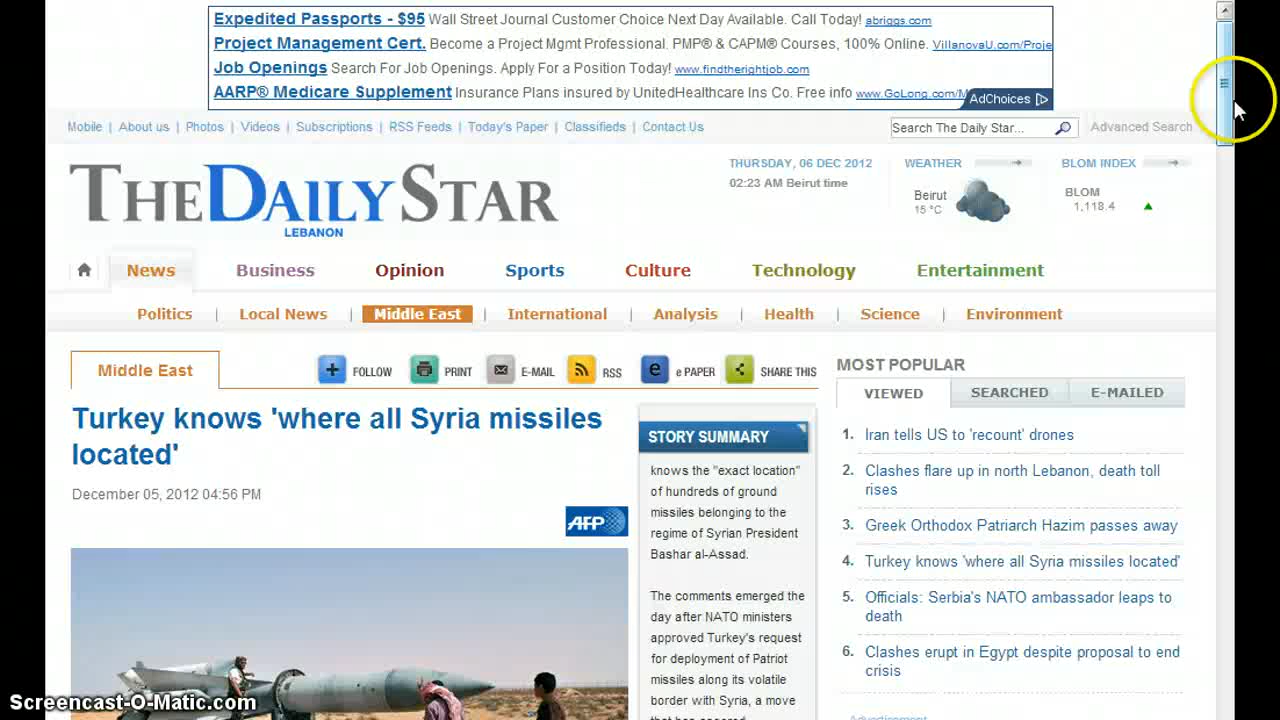 Expedited Passports - $95 Wall Street Journal Customer Choice Next Day Available. Call Today! abriggs.com
Project Management Cert. Become a Project Mgmt Professional. PMP® & CAPM® Courses, 100% Online. VillanovaU.com/Proje
Job Openings Search For Job Openings. Apply For a Position Today! www.findtherightjob.com
AARP® Medicare Supplement Insurance Plans insured by UnitedHealthcare Ins Co. Free info www.GoLong.com/M
AdChoices
Mobile | About us | Photos | Videos | Subscriptions | RSS Feeds | Today's Paper | Classifieds | Contact Us
Search The Daily Star...
Advanced Search
THE DAILY STAR
LEBANON
THURSDAY, 06 DEC 2012
02:23 AM Beirut time
WEATHER
Beirut
15 °C
BLOM INDEX
BLOM
1,118.4
News Business Opinion Sports Culture Technology Entertainment
Politics | Local News | Middle East | International | Analysis | Health | Science | Environment
Middle East
FOLLOW PRINT E-MAIL RSS e PAPER SHARE THIS
Turkey knows 'where all Syria missiles
located'
December 05, 2012 04:56 PM
AFP
STORY SUMMARY
knows the "exact location"
of hundreds of ground
missiles belonging to the
regime of Syrian President
Bashar al-Assad.
The comments emerged the
day after NATO ministers
approved Turkey's request
for deployment of Patriot
missiles along its volatile
border with Syria, a move
MOST POPULAR
VIEWED SEARCHED E-MAILED
1. Iran tells US to 'recount' drones
2. Clashes flare up in north Lebanon, death toll
rises
3. Greek Orthodox Patriarch Hazim passes away
4. Turkey knows 'where all Syria missiles located'
5. Officials: Serbia's NATO ambassador leaps to
death
6. Clashes erupt in Egypt despite proposal to end
crisis
Advertisement
Screencast-O-Matic.com